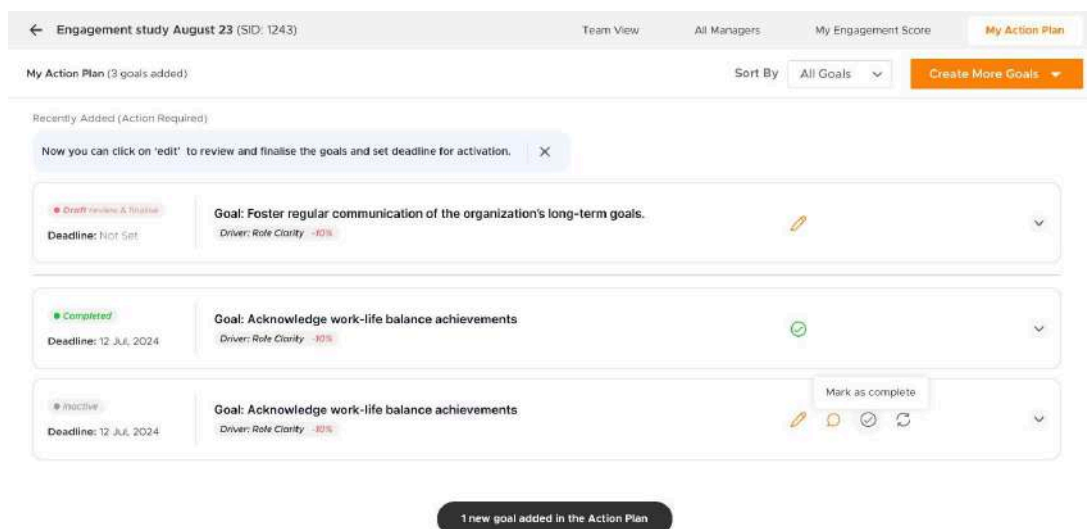 Engagement study August 23 (SID: 1243)
Team View
All Managers
My Engagement Score
My Action Plan
My Action Plan (3 goals added)
Sort By
All Goals
Create More Goals
Recently Added (Action Required)
Now you can click on 'edit' to review and finalise the goals and set deadline for activation.
Draft review & finalise
Deadline: Not Set
Goal: Foster regular communication of the organization's long-term goals.
Driver: Role Clarity -10%
Completed
Deadline: 12 Jul, 2024
Goal: Acknowledge work-life balance achievements
Driver: Role Clarity -10%
Mark as complete
Inactive
Deadline: 12 Jul, 2024
Goal: Acknowledge work-life balance achievements
Driver: Role Clarity -10%
1 new goal added in the Action Plan